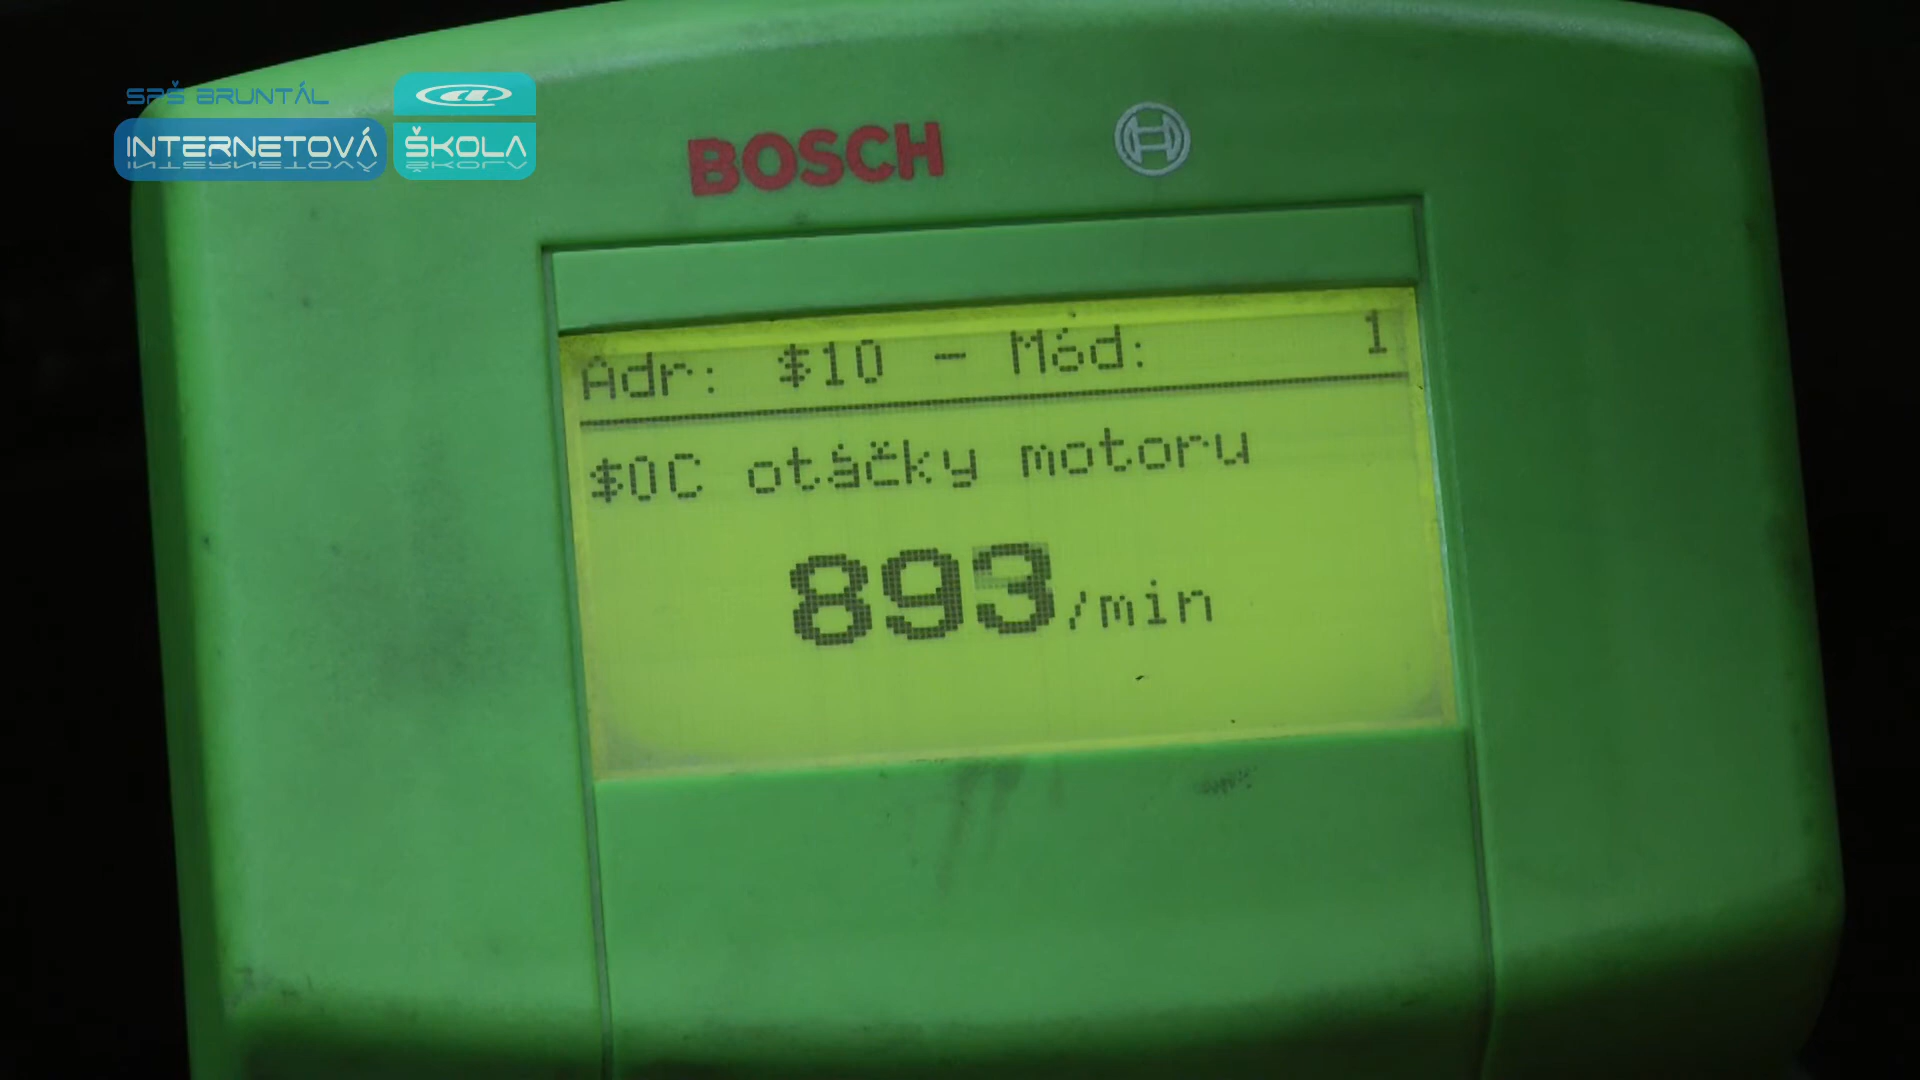 SPŠ BRUNTÁL
INTERNETOVÁ ŠKOLA
BOSCH
Adr: $10 - Mód: 1
$0C otáčky motoru
893/min